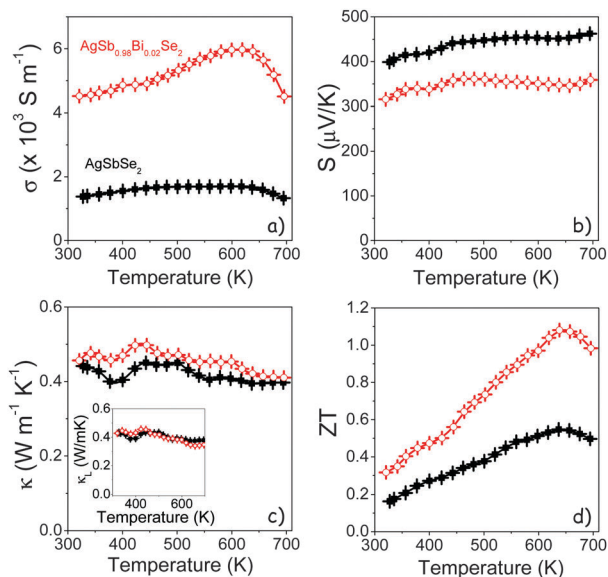 a)
AgSb0.98Bi0.02Se2
AgSbSe2
σ (x 10³ S m⁻¹)
6
4
2
0
300 400 500 600 700
Temperature (K)
b)
S (μV/K)
500
400
300
200
100
0
300 400 500 600 700
Temperature (K)
c)
κ (W m⁻¹ K⁻¹)
0.6
0.4
0.2
0.0
300 400 500 600 700
Temperature (K)
κL (W/mK)
0.6
0.4
0.2
0.0
400 600
Temperature (K)
d)
ZT
1.2
1.0
0.8
0.6
0.4
0.2
0.0
300 400 500 600 700
Temperature (K)